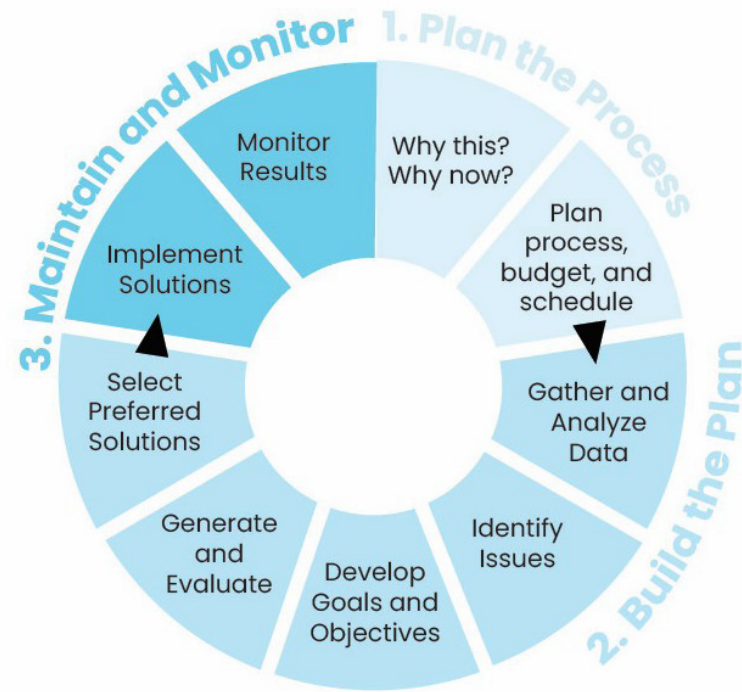 1. Plan the Process
Why this?
Why now?
Plan
process,
budget, and
schedule
2. Build the Plan
Gather and
Analyze
Data
Identify
Issues
Develop
Goals and
Objectives
Generate
and
Evaluate
Select
Preferred
Solutions
3. Maintain and Monitor
Implement
Solutions
Monitor
Results